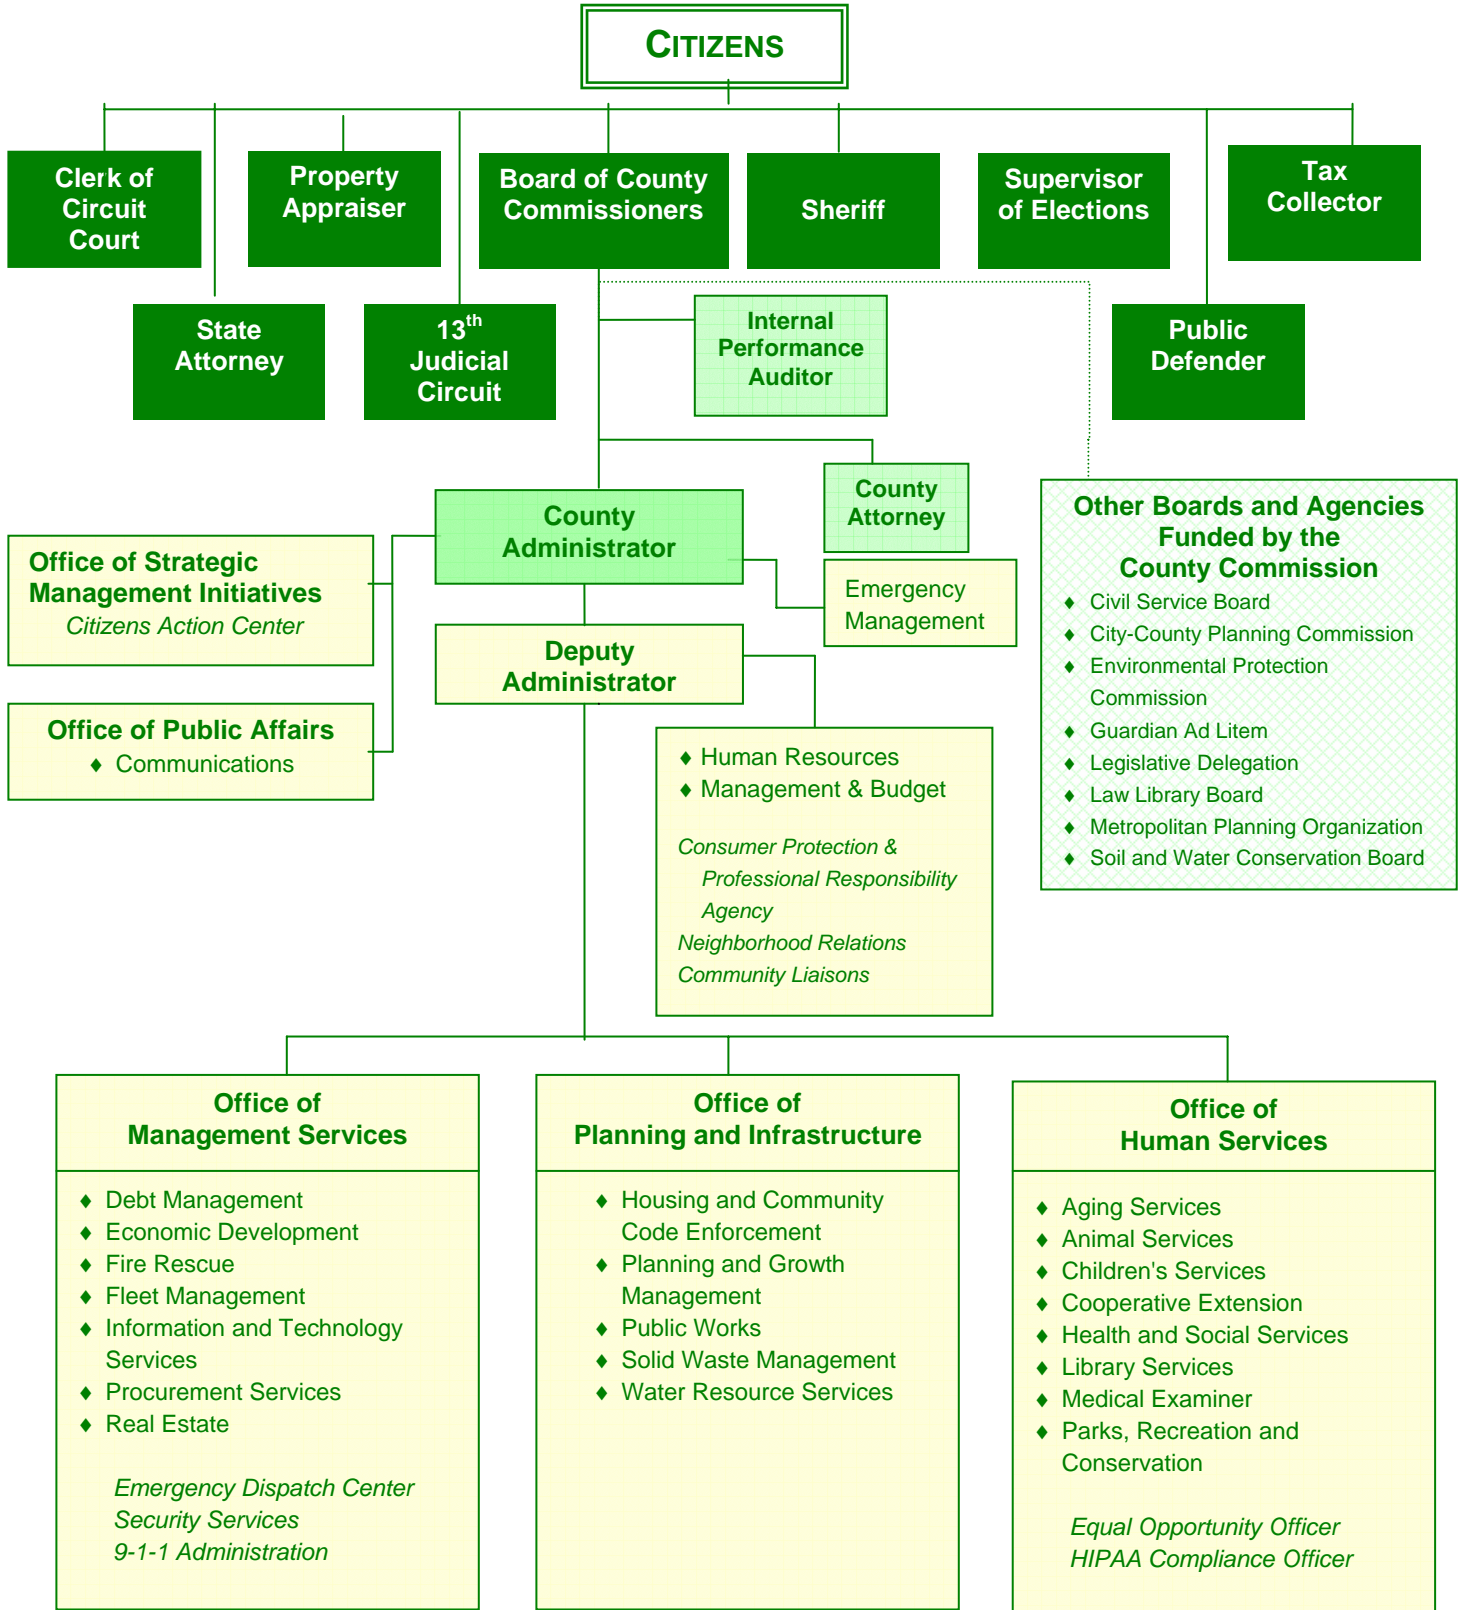 CITIZENS
Clerk of
Circuit
Court
Property
Appraiser
Board of County
Commissioners
Sheriff
Supervisor
of Elections
Tax
Collector
State
Attorney
13th
Judicial
Circuit
Internal
Performance
Auditor
Public
Defender
County
Attorney
County
Administrator
Emergency
Management
Office of Strategic
Management Initiatives
Citizens Action Center
Deputy
Administrator
Office of Public Affairs
♦ Communications
Other Boards and Agencies
Funded by the
County Commission
♦ Civil Service Board
♦ City-County Planning Commission
♦ Environmental Protection
Commission
♦ Guardian Ad Litem
♦ Legislative Delegation
♦ Law Library Board
♦ Metropolitan Planning Organization
♦ Soil and Water Conservation Board
♦ Human Resources
♦ Management & Budget
Consumer Protection &
Professional Responsibility
Agency
Neighborhood Relations
Community Liaisons
Office of
Management Services
♦ Debt Management
♦ Economic Development
♦ Fire Rescue
♦ Fleet Management
♦ Information and Technology
Services
♦ Procurement Services
♦ Real Estate
Emergency Dispatch Center
Security Services
9-1-1 Administration
Office of
Planning and Infrastructure
♦ Housing and Community
Code Enforcement
♦ Planning and Growth
Management
♦ Public Works
♦ Solid Waste Management
♦ Water Resource Services
Office of
Human Services
♦ Aging Services
♦ Animal Services
♦ Children's Services
♦ Cooperative Extension
♦ Health and Social Services
♦ Library Services
♦ Medical Examiner
♦ Parks, Recreation and
Conservation
Equal Opportunity Officer
HIPAA Compliance Officer